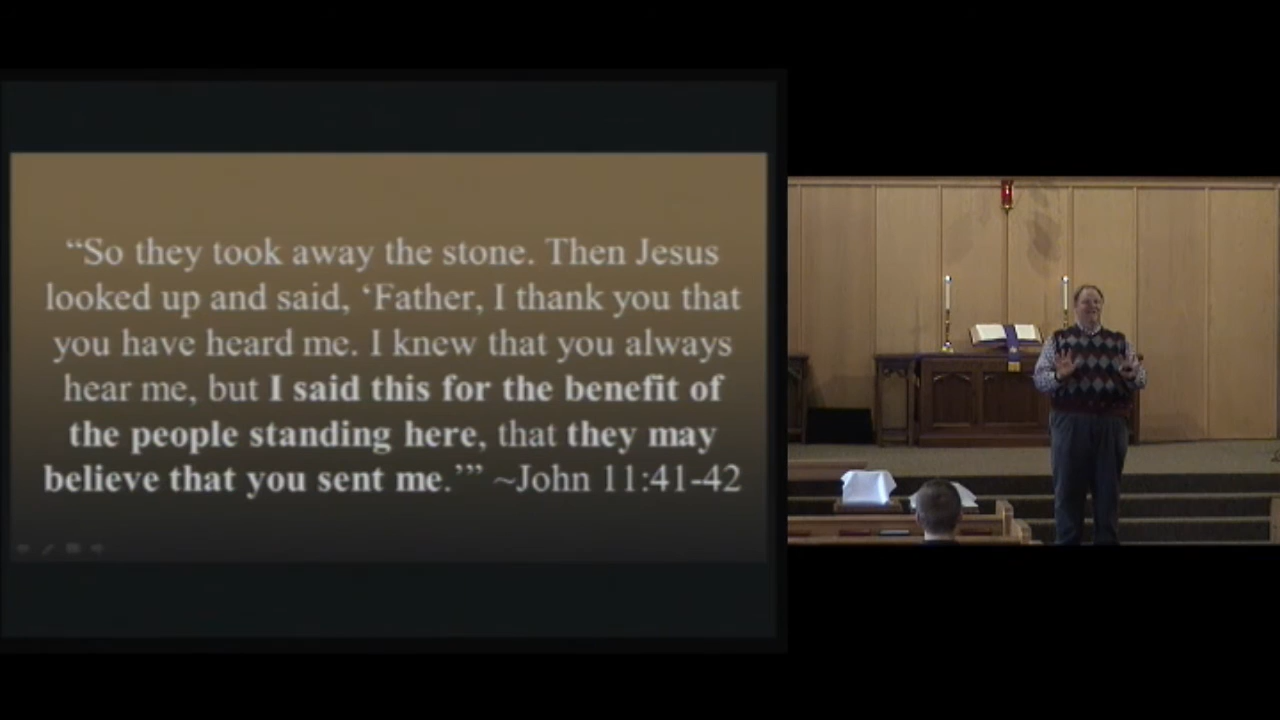 “So they took away the stone. Then Jesus
looked up and said, ‘Father, I thank you that
you have heard me. I knew that you always
hear me, but I said this for the benefit of
the people standing here, that they may
believe that you sent me.’” ~John 11:41-42